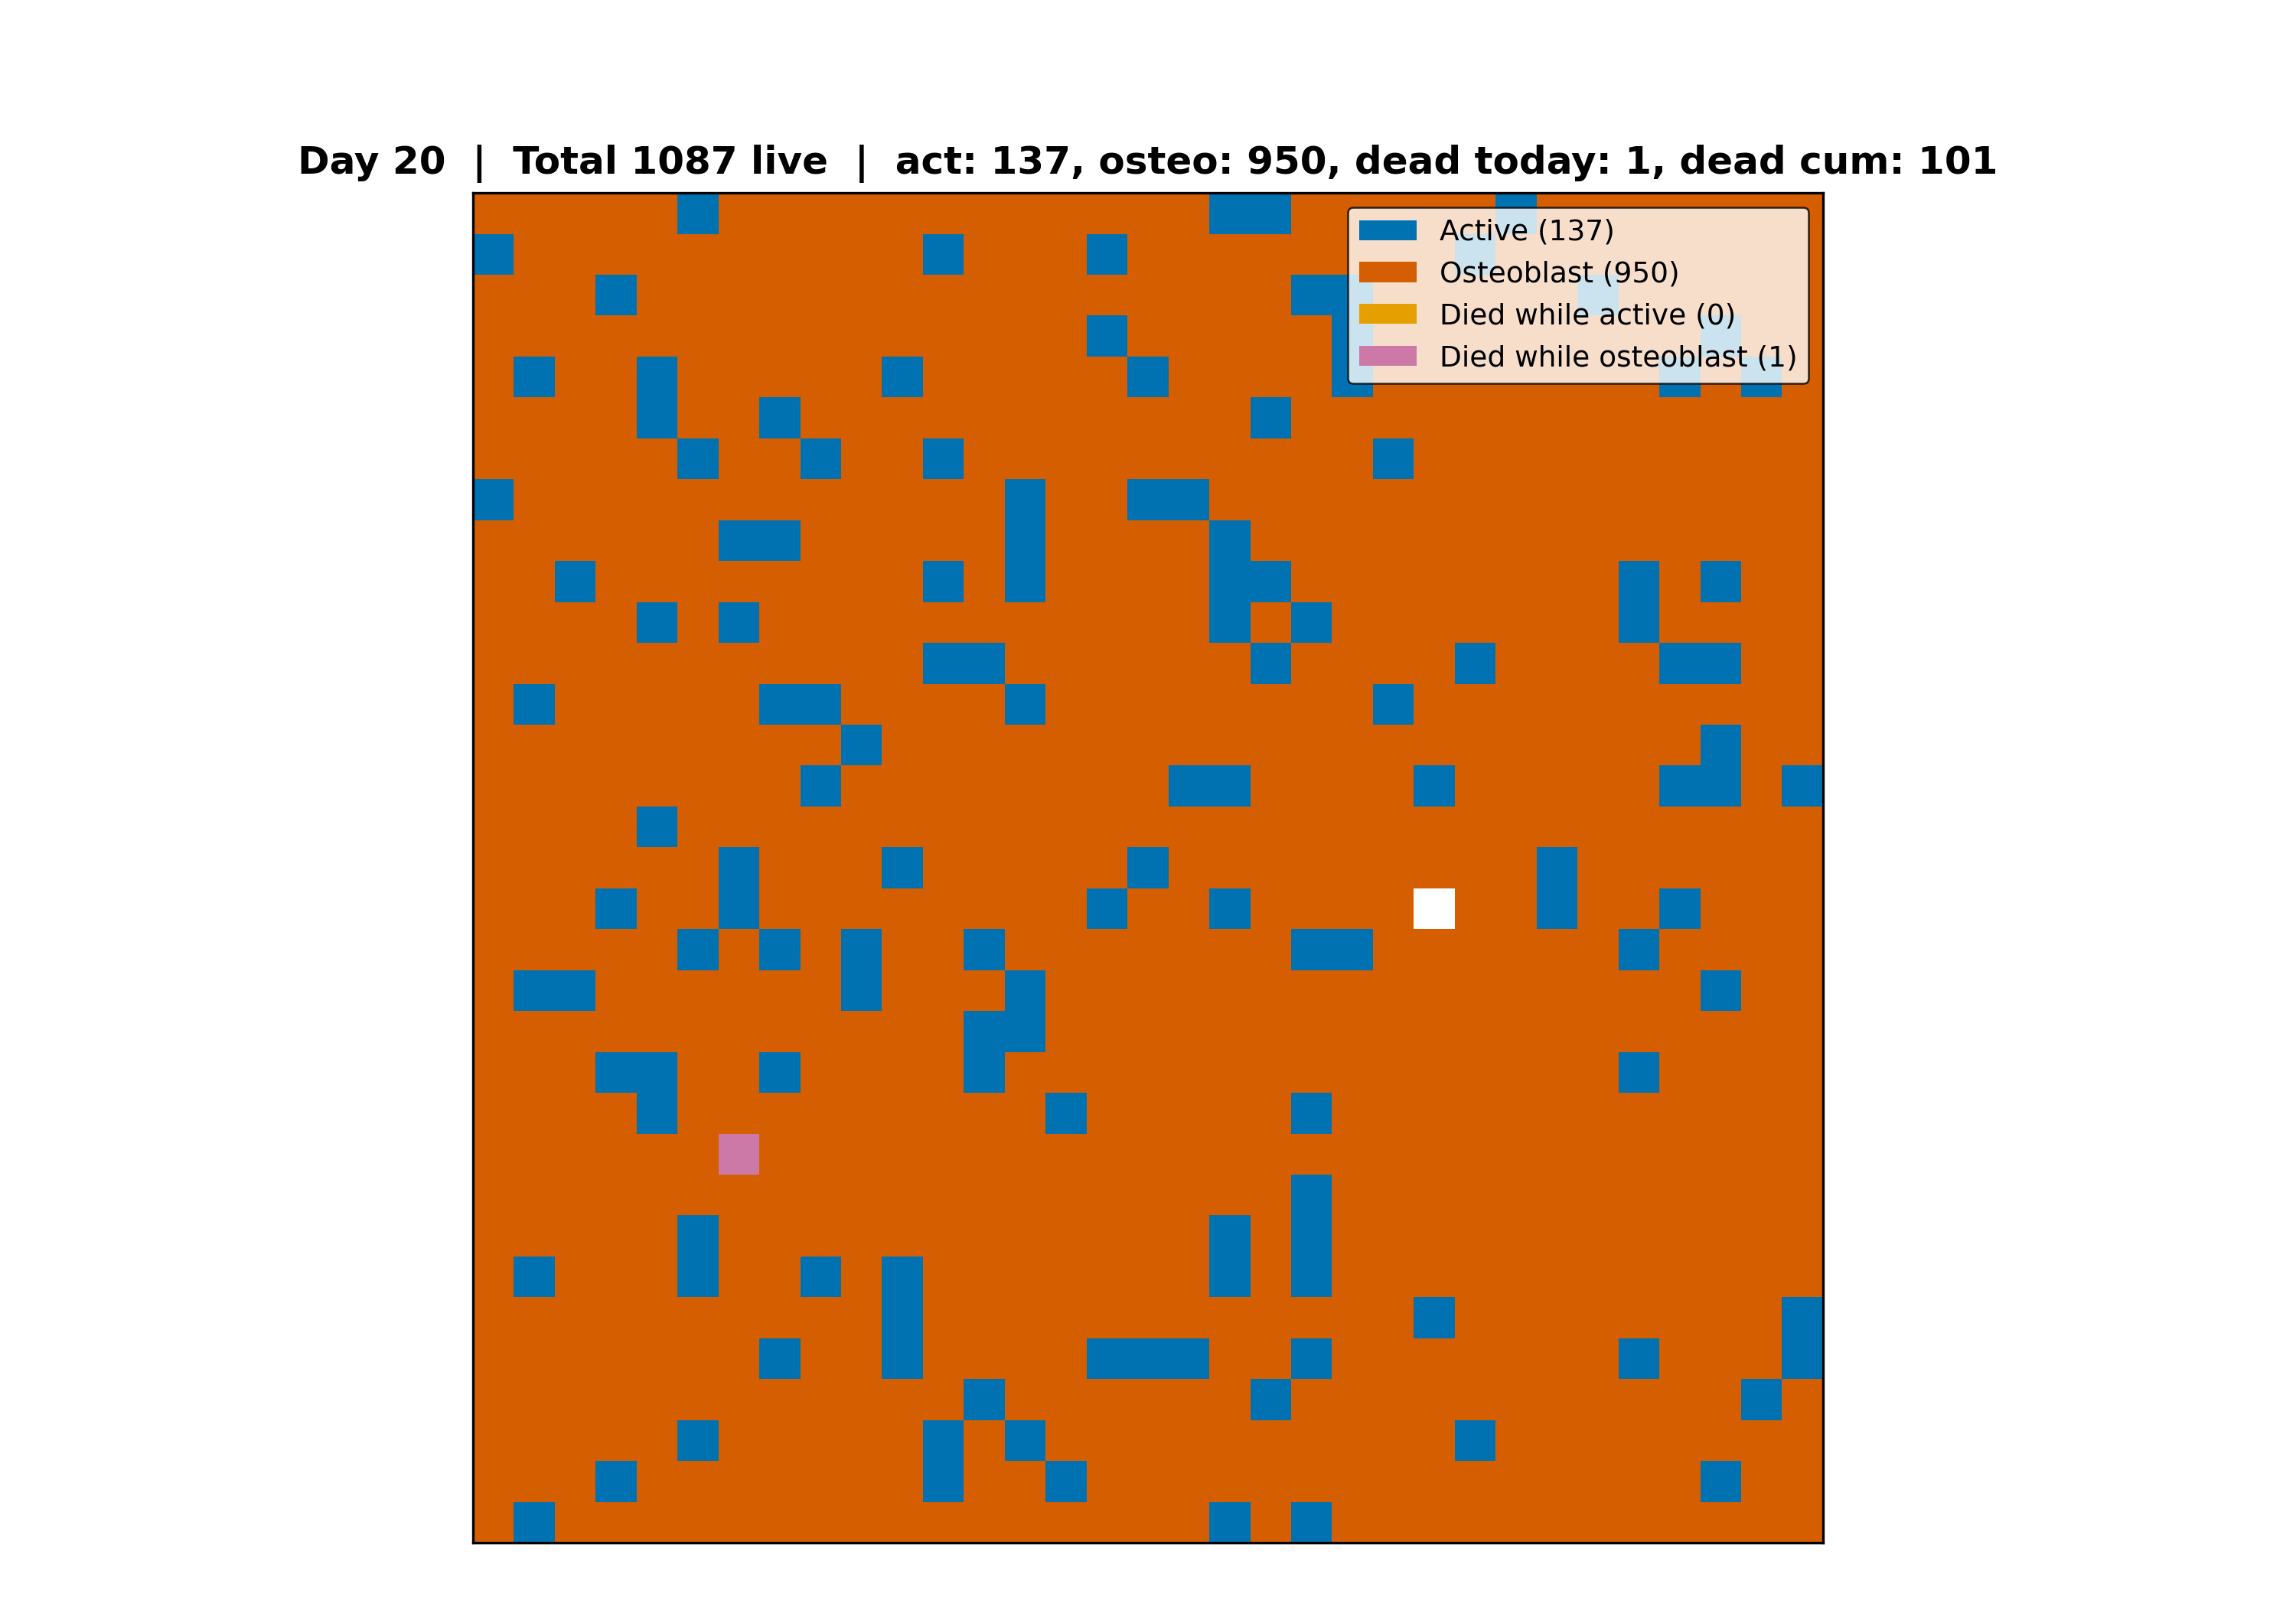 Day 20 | Total 1087 live | act: 137, osteo: 950, dead today: 1, dead cum: 101
Active (137)
Osteoblast (950)
Died while active (0)
Died while osteoblast (1)